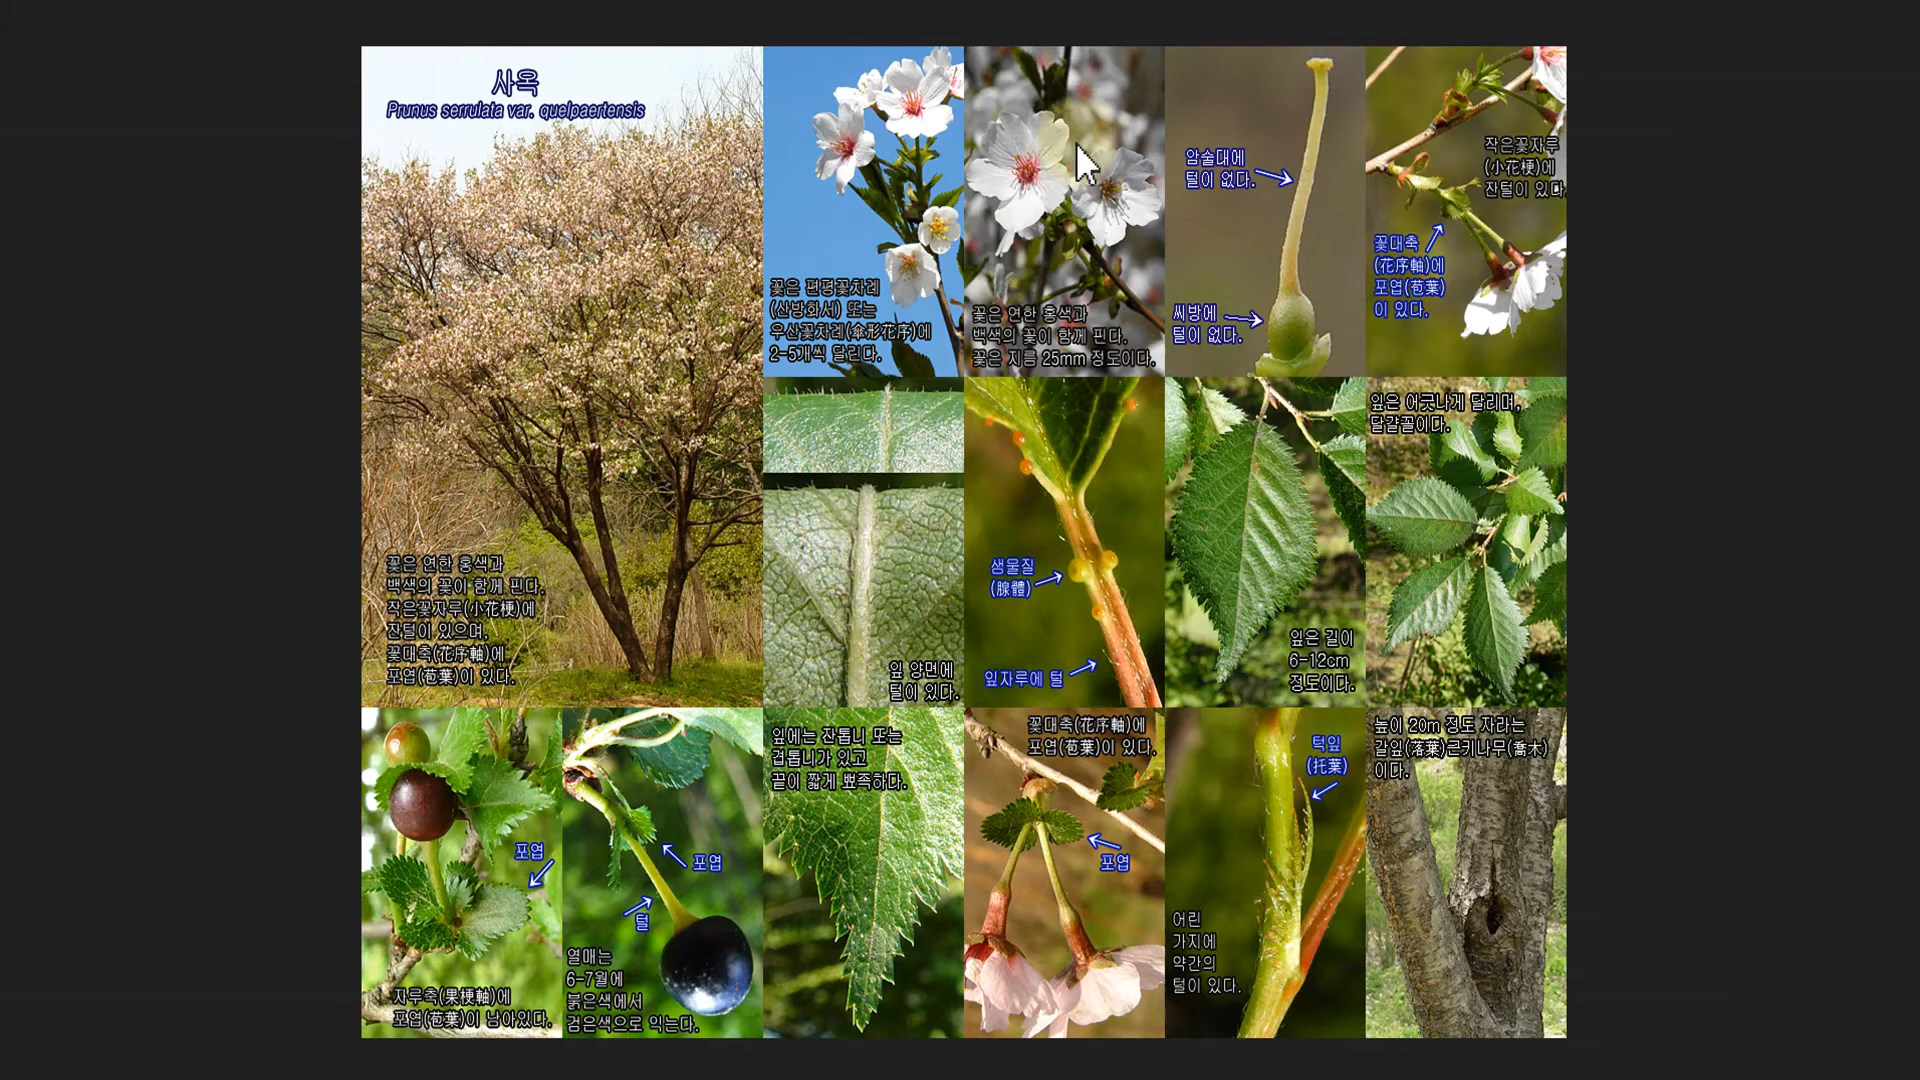 사옥
Prunus serrulata var. quelpaertensis
꽃은 연한 홍색과
백색의 꽃이 함께 핀다.
작은꽃자루(小花梗)에
잔털이 있으며,
꽃대축(花序軸)에
포엽(苞葉)이 있다.
꽃은 편평꽃차례
(산방화서) 또는
우산꽃차례(傘形花序)에
2-5개씩 달린다.
꽃은 연한 홍색과
백색의 꽃이 함께 핀다.
꽃은 지름 25mm 정도이다.
암술대에
털이 없다.
씨방에
털이 없다.
작은꽃자루
(小花梗)에
잔털이 있다
꽃대축
(花序軸)에
포엽(苞葉)
이 있다.
잎 양면에
털이 있다.
샘물질
(腺體)
잎자루에 털
잎은 길이
6-12cm
정도이다.
잎은 어긋나게 달리며,
달걀꼴이다.
포엽
자루축(果梗軸)에
포엽(苞葉)이 남아있다.
포엽
털
열매는
6-7월에
붉은색에서
검은색으로 익는다.
잎에는 잔톱니 또는
겹톱니가 있고
끝이 짧게 뾰족하다.
꽃대축(花序軸)에
포엽(苞葉)이 있다.
포엽
턱잎
(托葉)
어린
가지에
약간의
털이 있다.
높이 20m 정도 자라는
갈잎(落葉)큰키나무(喬木)
이다.